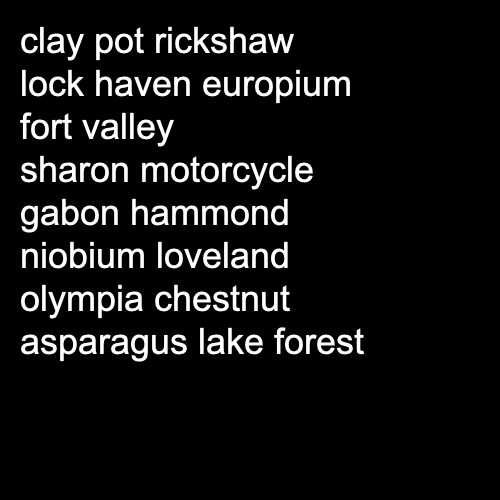 clay pot rickshaw
lock haven europium
fort valley
sharon motorcycle
gabon hammond
niobium loveland
olympia chestnut
asparagus lake forest